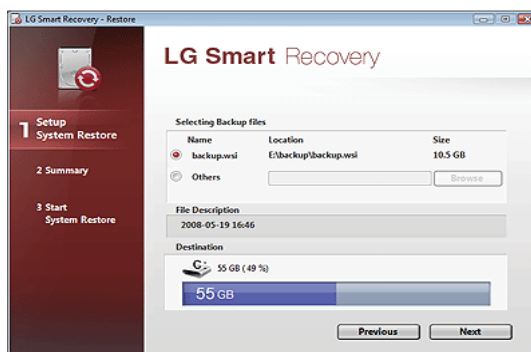 LG Smart Recovery - Restore
LG Smart Recovery
1 Setup
System Restore
2 Summary
3 Start
System Restore
Selecting Backup files
Name Location Size
backup.wsi E:\backup\backup.wsi 10.5 GB
Others Browse
File Description
2008-05-19 16:46
Destination
C: 55 GB ( 49 %)
55 GB
Previous Next